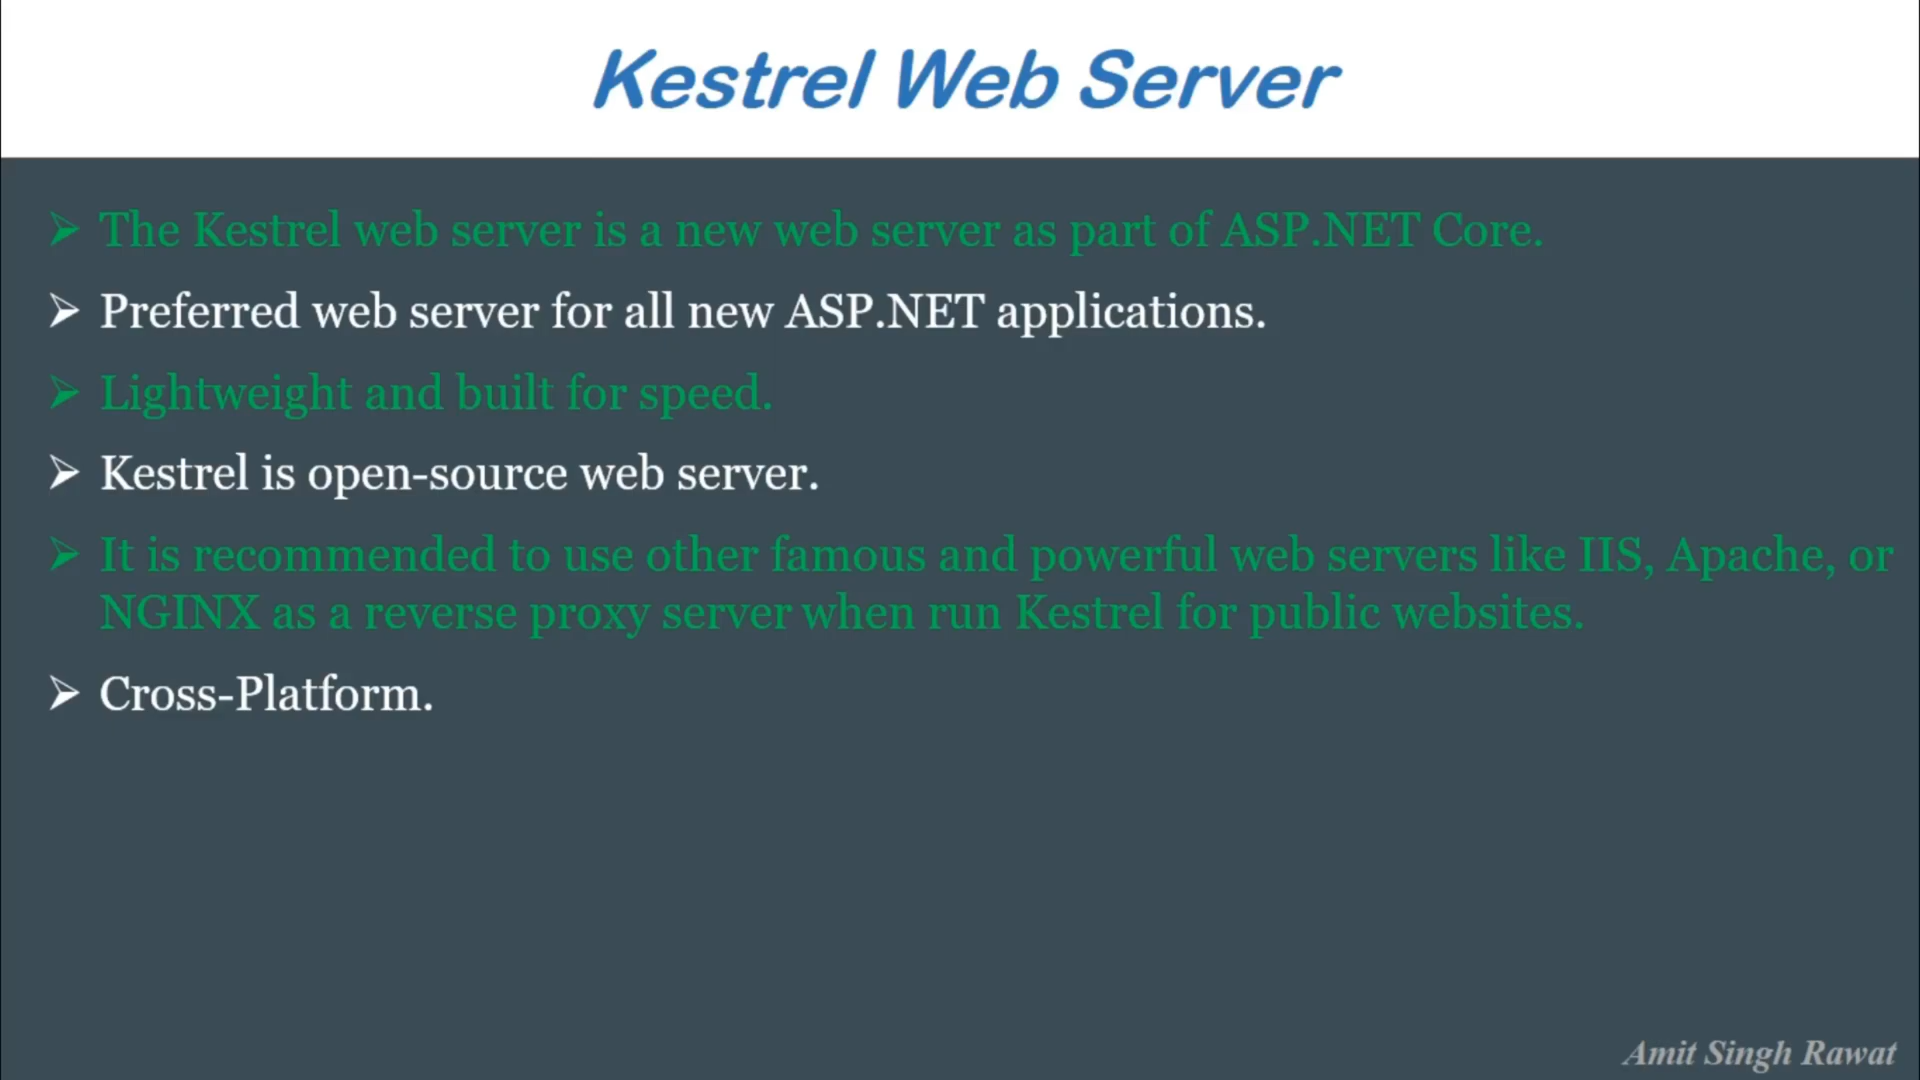 Kestrel Web Server
➤ The Kestrel web server is a new web server as part of ASP.NET Core.
➤ Preferred web server for all new ASP.NET applications.
➤ Lightweight and built for speed.
➤ Kestrel is open-source web server.
➤ It is recommended to use other famous and powerful web servers like IIS, Apache, or
NGINX as a reverse proxy server when run Kestrel for public websites.
➤ Cross-Platform.
Amit Singh Rawat